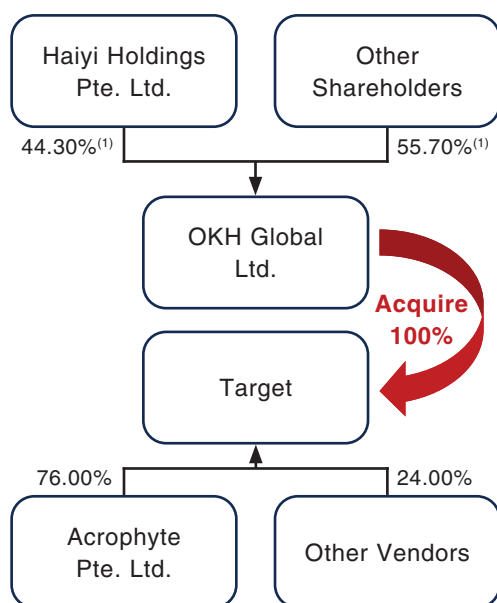 Haiyi Holdings
Pte. Ltd.
Other
Shareholders
44.30%(1)
55.70%(1)
OKH Global
Ltd.
Acquire
100%
Target
76.00%
24.00%
Acrophyte
Pte. Ltd.
Other Vendors